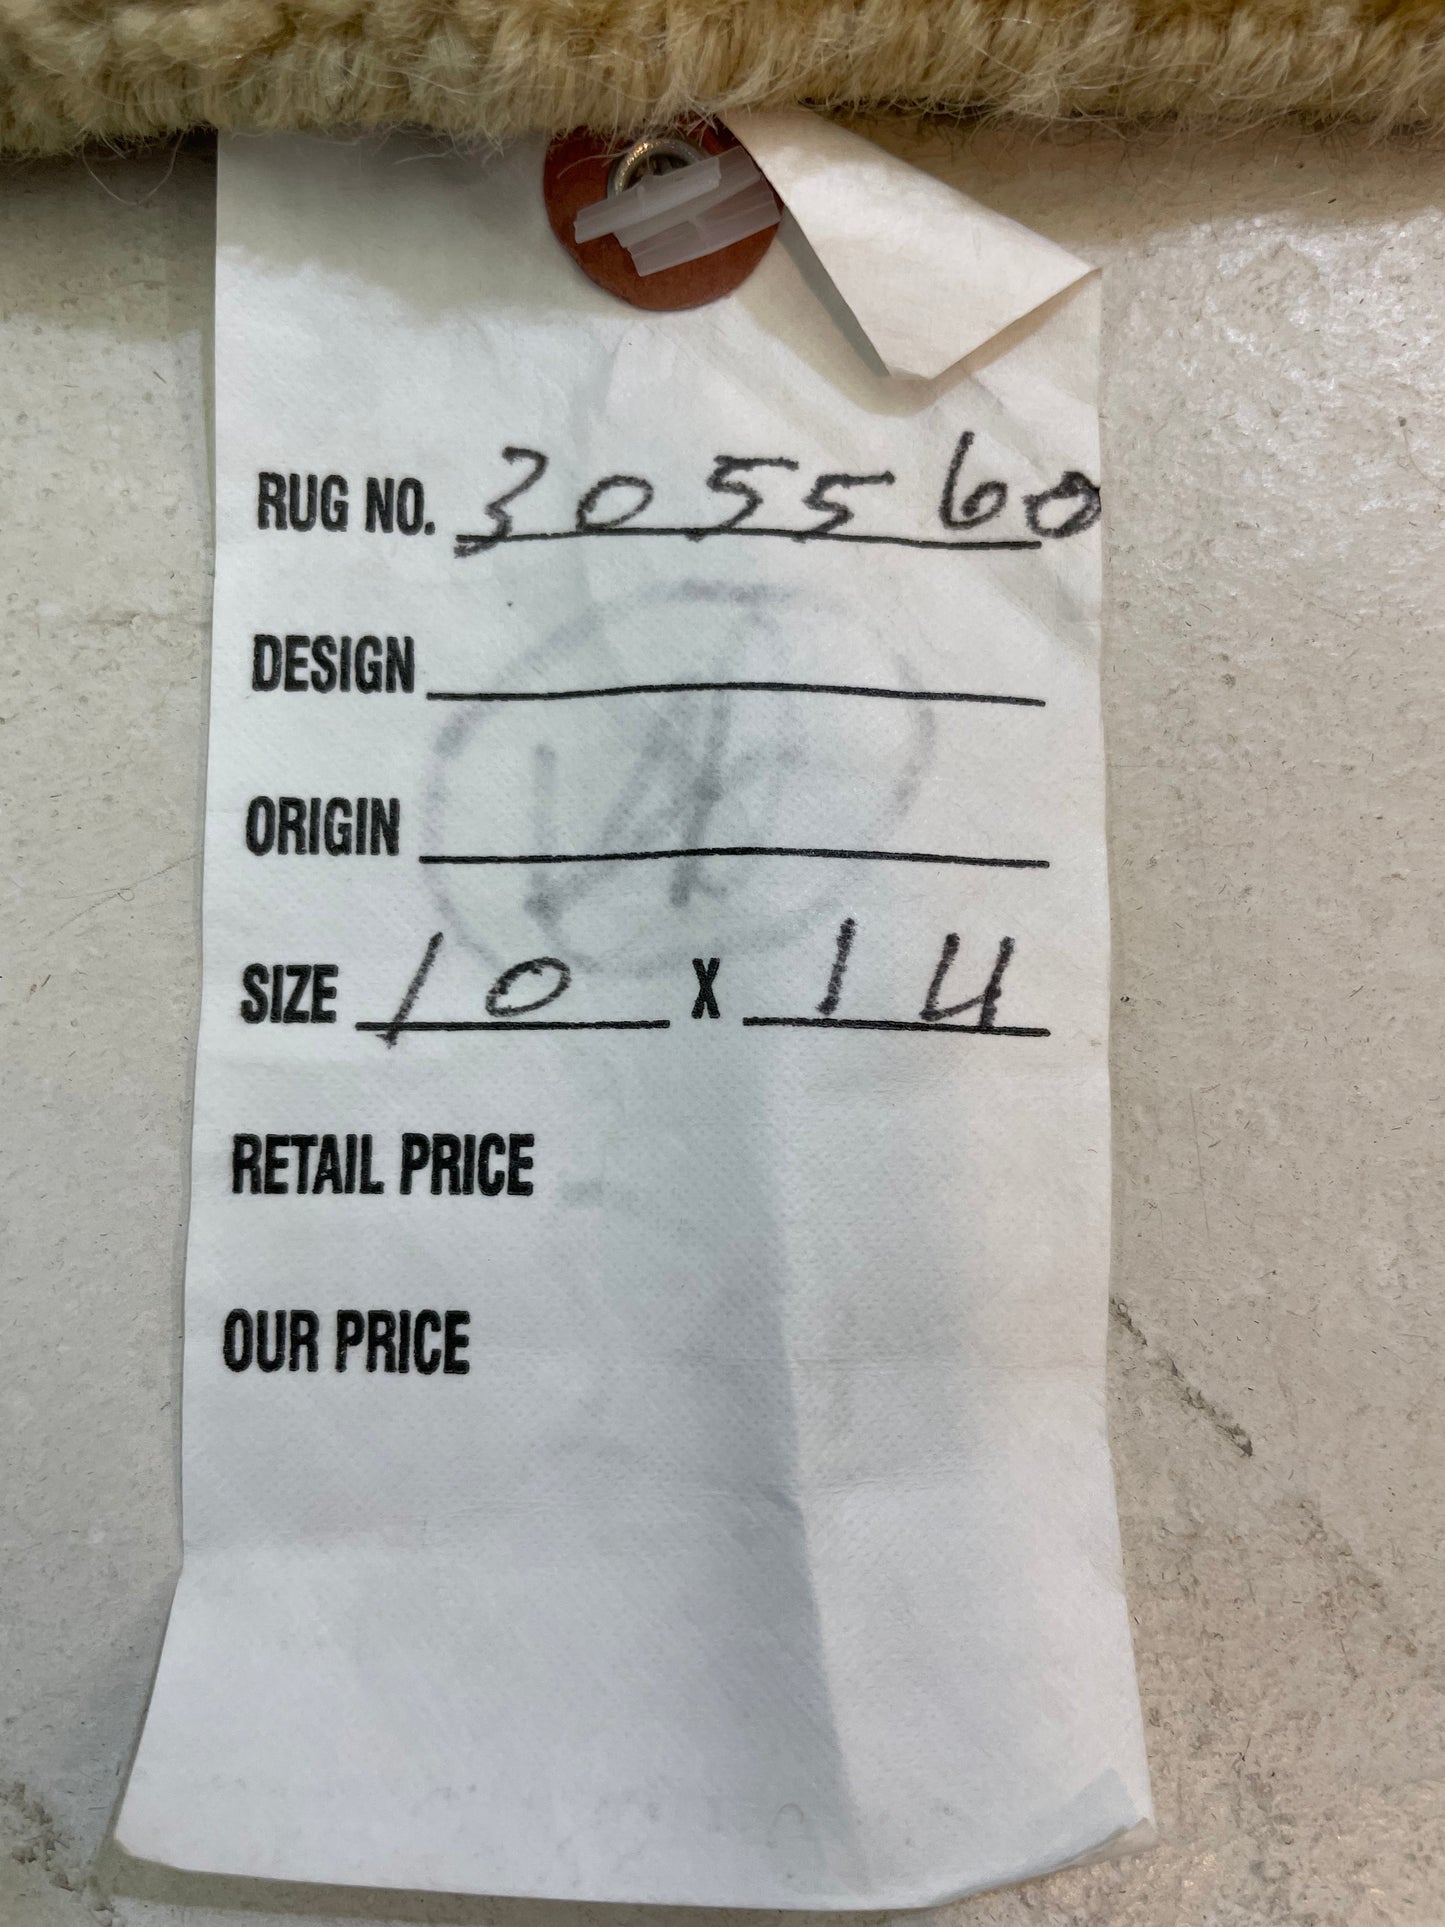 RUG NO. 305560
DESIGN
ORIGIN
SIZE 10 X 14
RETAIL PRICE
OUR PRICE